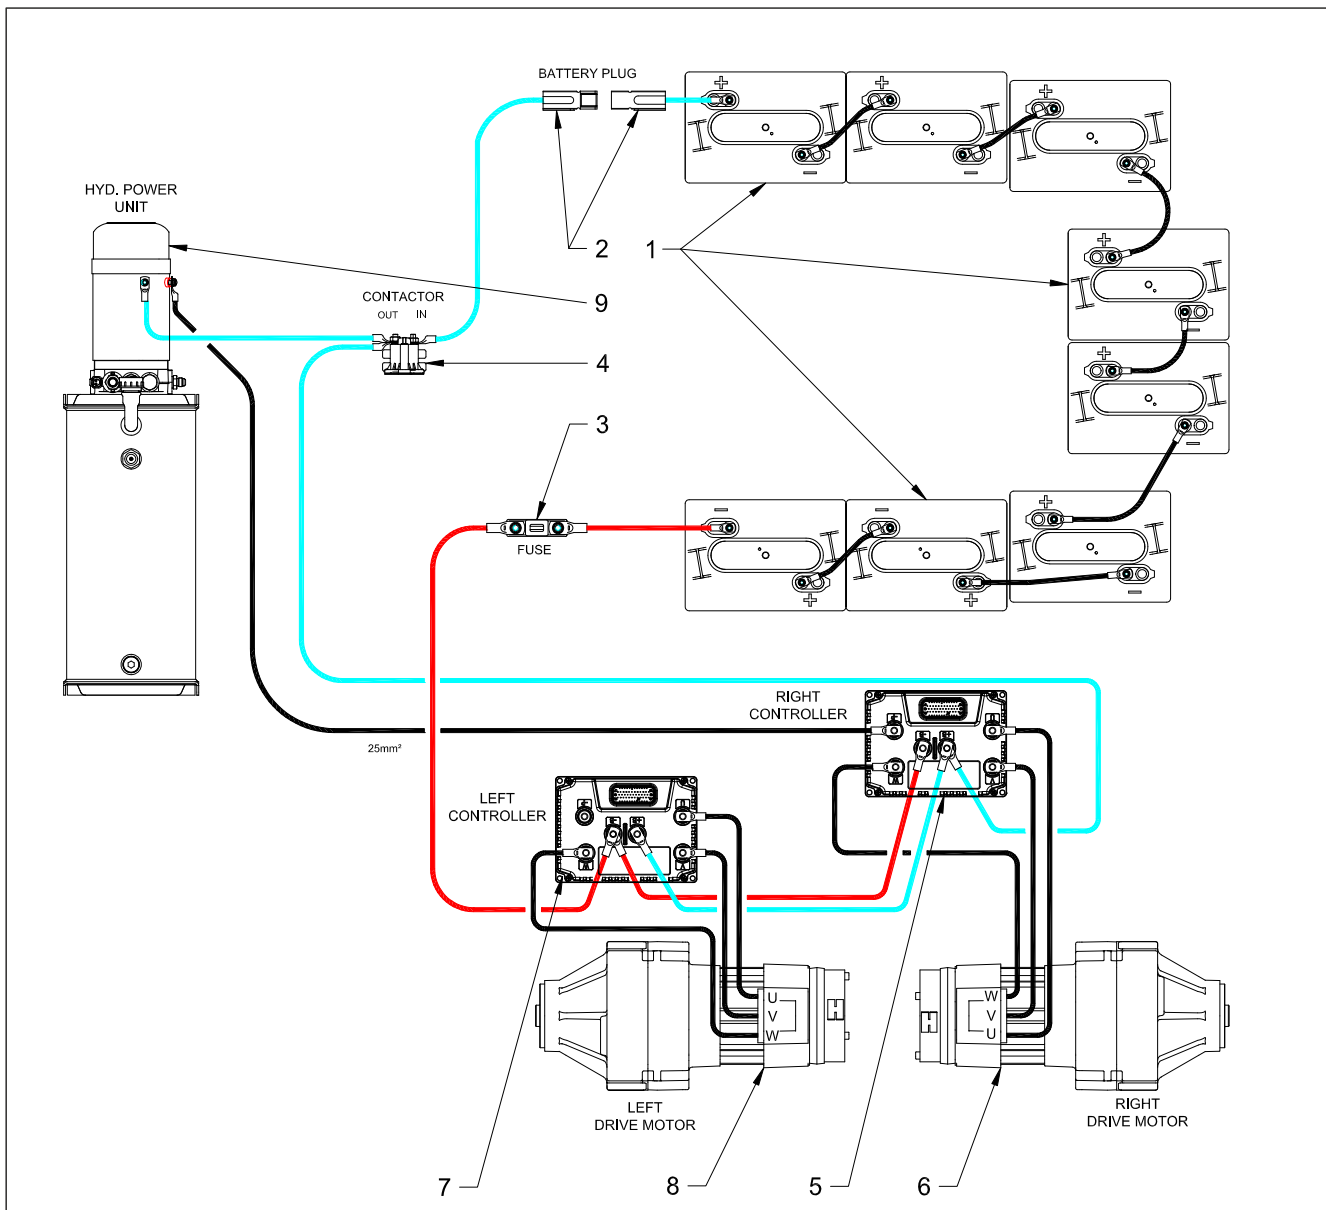 BATTERY PLUG
+
+
+
HYD. POWER
UNIT
−
−
−
2
1
+
9
CONTACTOR
OUT IN
−
4
+
3
−
−
+
FUSE
+
+
−
RIGHT
CONTROLLER
25mm²
LEFT
CONTROLLER
U
V
W
W
V
U
H
H
LEFT
DRIVE MOTOR
RIGHT
DRIVE MOTOR
7
8
5
6